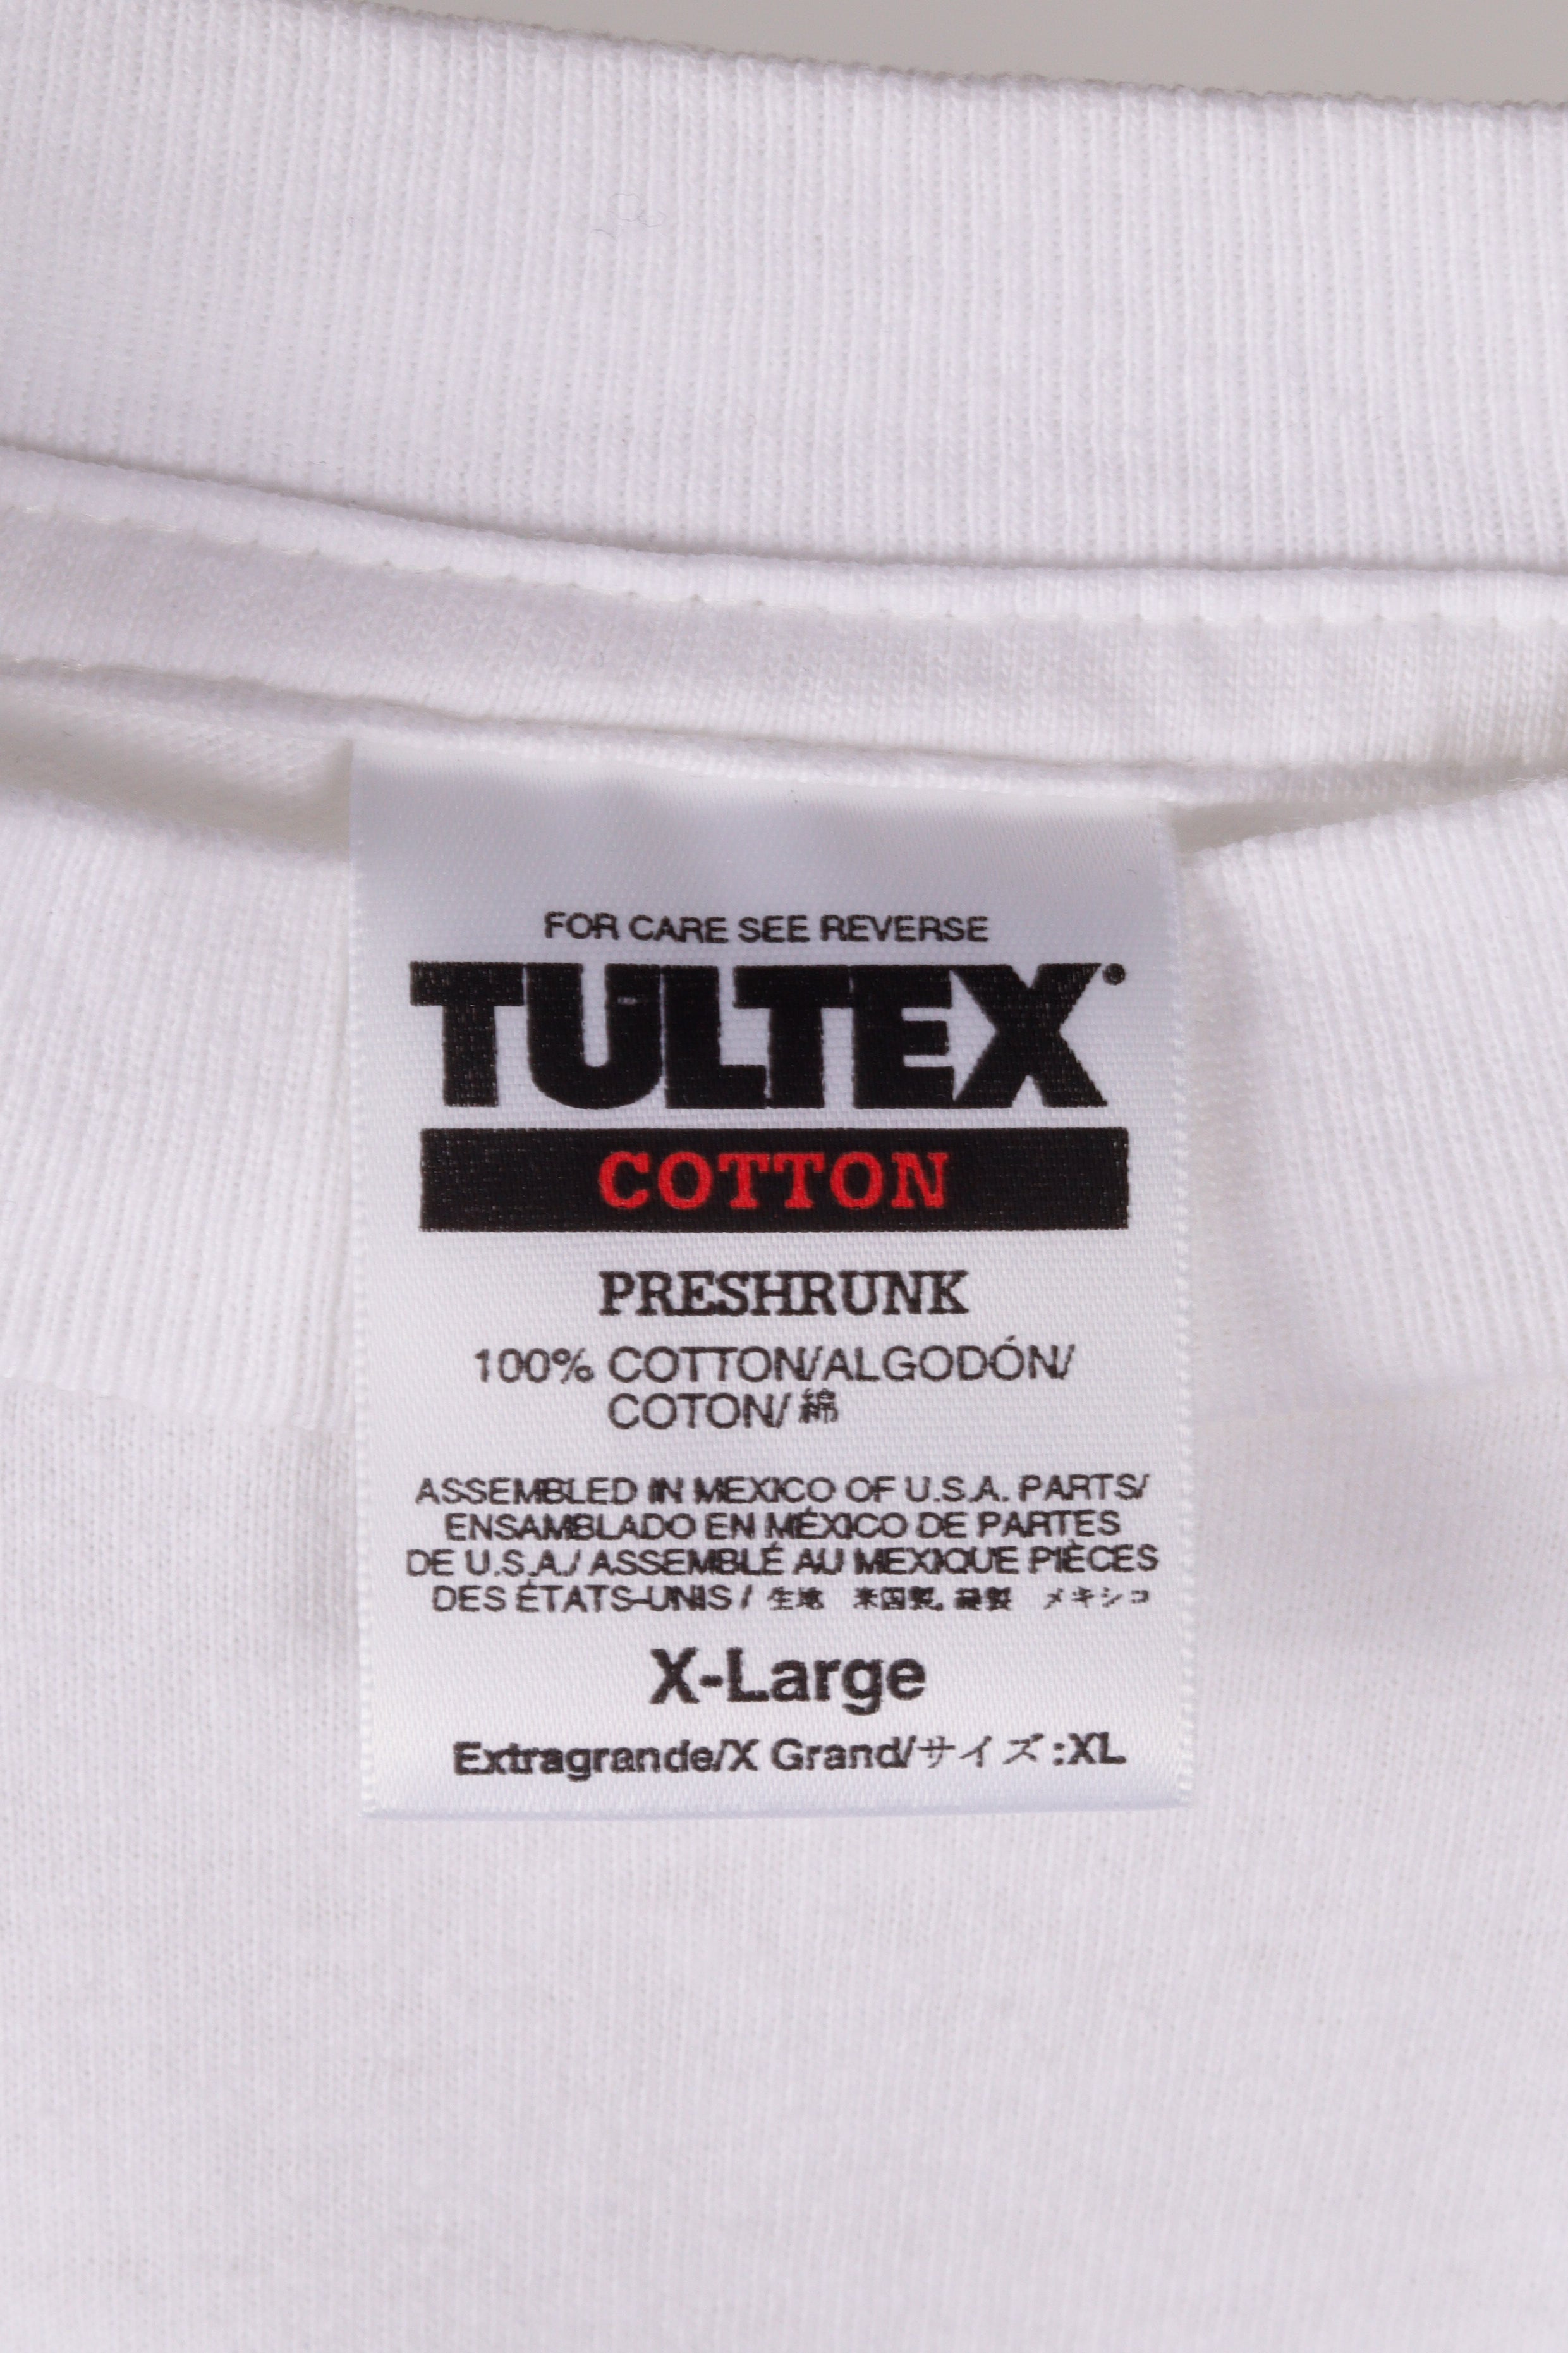 FOR CARE SEE REVERSE
TULTEX®
COTTON
PRESHRUNK
100% COTTON/ALGODÓN/
COTON/綿
ASSEMBLED IN MEXICO OF U.S.A. PARTS/
ENSAMBLADO EN MÉXICO DE PARTES
DE U.S.A./ ASSEMBLÉ AU MEXIQUE PIÈCES
DES ÉTATS-UNIS / 生地 米国製, 縫製 メキシコ
X-Large
Extragrande/X Grand/サイズ:XL